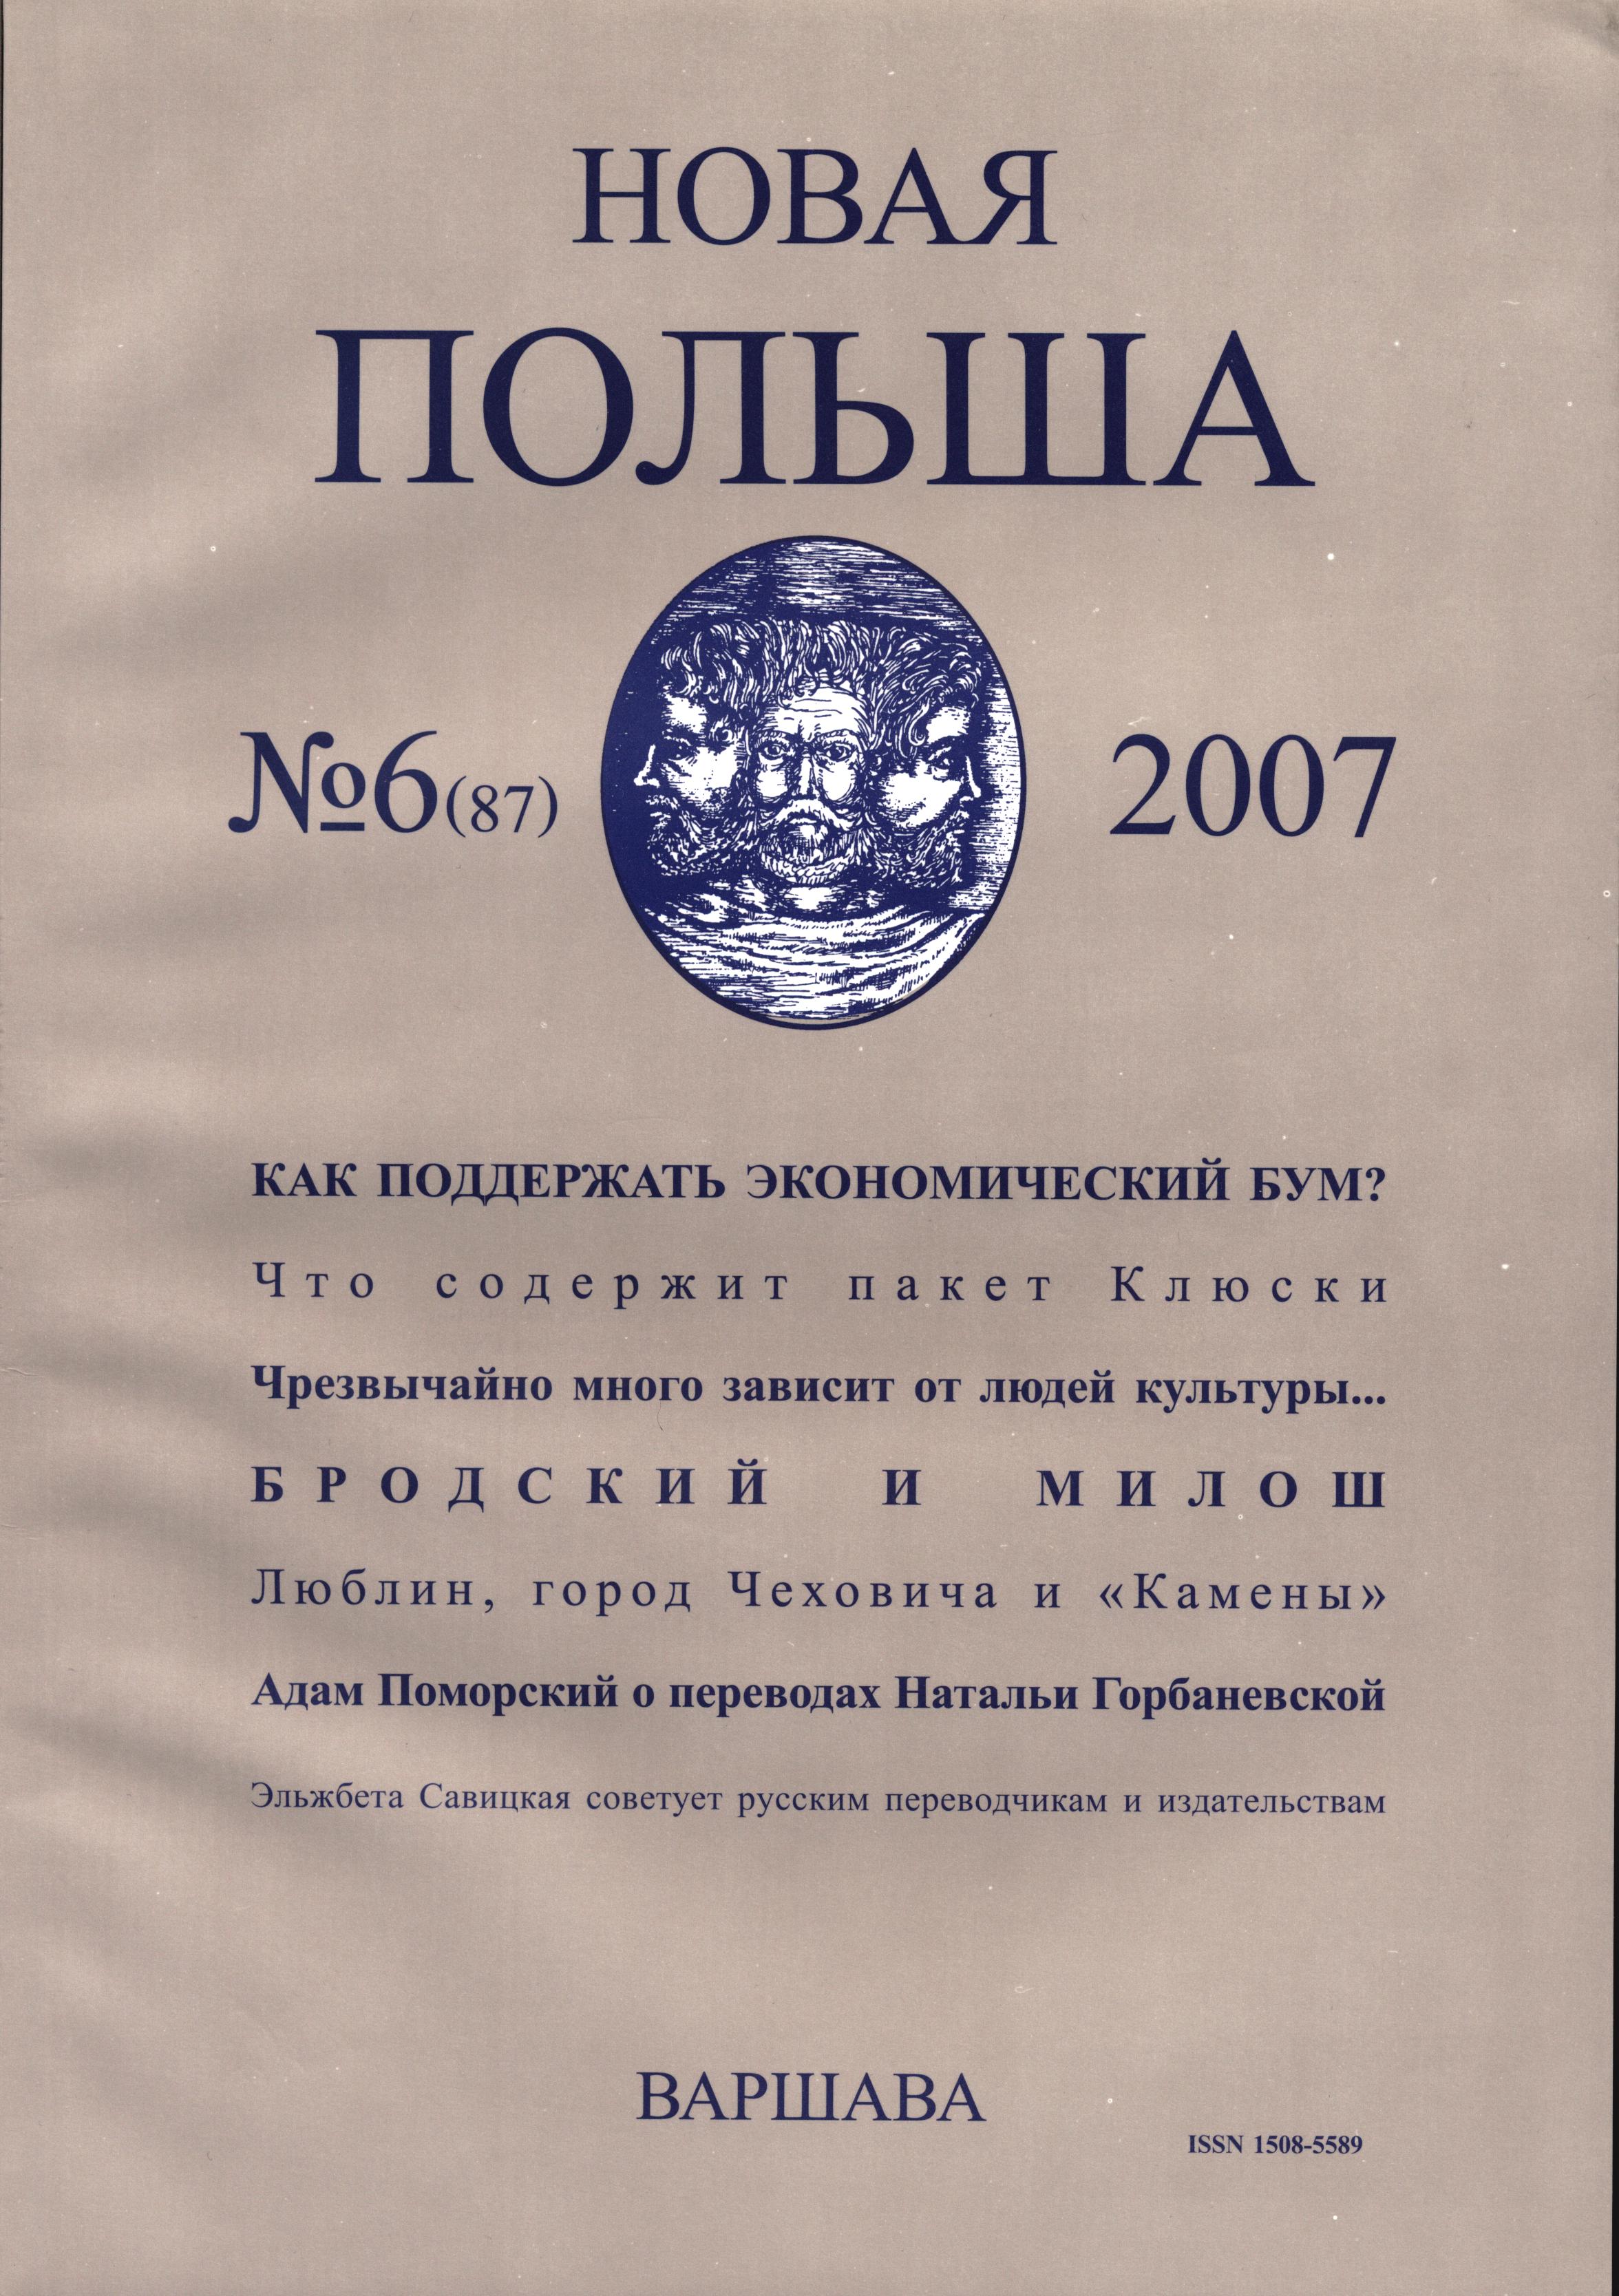 НОВАЯ
ПОЛЬША
№6(87)
2007
КАК ПОДДЕРЖАТЬ ЭКОНОМИЧЕСКИЙ БУМ?
Что содержит пакет Клюски
Чрезвычайно много зависит от людей культуры...
БРОДСКИЙ И МИЛОШ
Люблин, город Чеховича и «Камены»
Адам Поморский о переводах Натальи Горбаневской
Эльжбета Савицкая советует русским переводчикам и издательствам
ВАРШАВА
ISSN 1508-5589